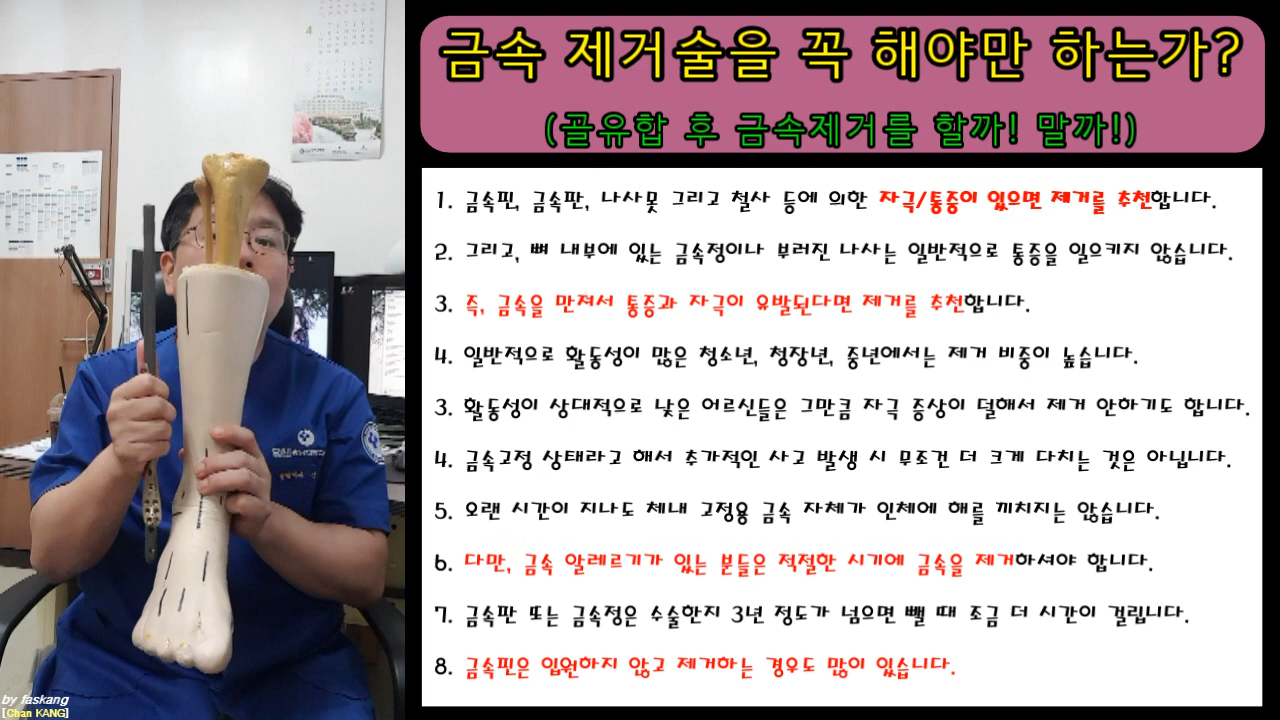 금속 제거술을 꼭 해야만 하는가?
(골유합 후 금속제거를 할까! 말까!)
1. 금속핀, 금속판, 나사못 그리고 철사 등에 의한 자극/통증이 있으면 제거를 추천합니다.
2. 그리고, 뼈 내부에 있는 금속정이나 부러진 나사는 일반적으로 통증을 일으키지 않습니다.
3. 즉, 금속을 만져서 통증과 자극이 유발된다면 제거를 추천합니다.
4. 일반적으로 활동성이 많은 청소년, 청장년, 중년에서는 제거 비중이 높습니다.
3. 활동성이 상대적으로 낮은 어르신들은 그만큼 자극 증상이 덜해서 제거 안하기도 합니다.
4. 금속고정 상태라고 해서 추가적인 사고 발생 시 무조건 더 크게 다치는 것은 아닙니다.
5. 오랜 시간이 지나도 체내 고정용 금속 자체가 인체에 해를 끼치지는 않습니다.
6. 다만, 금속 알레르기가 있는 분들은 적절한 시기에 금속을 제거하셔야 합니다.
7. 금속판 또는 금속정은 수술한지 3년 정도가 넘으면 뺄 때 조금 더 시간이 걸립니다.
8. 금속핀은 입원하지 않고 제거하는 경우도 많이 있습니다.
by faskang
[Chan KANG]